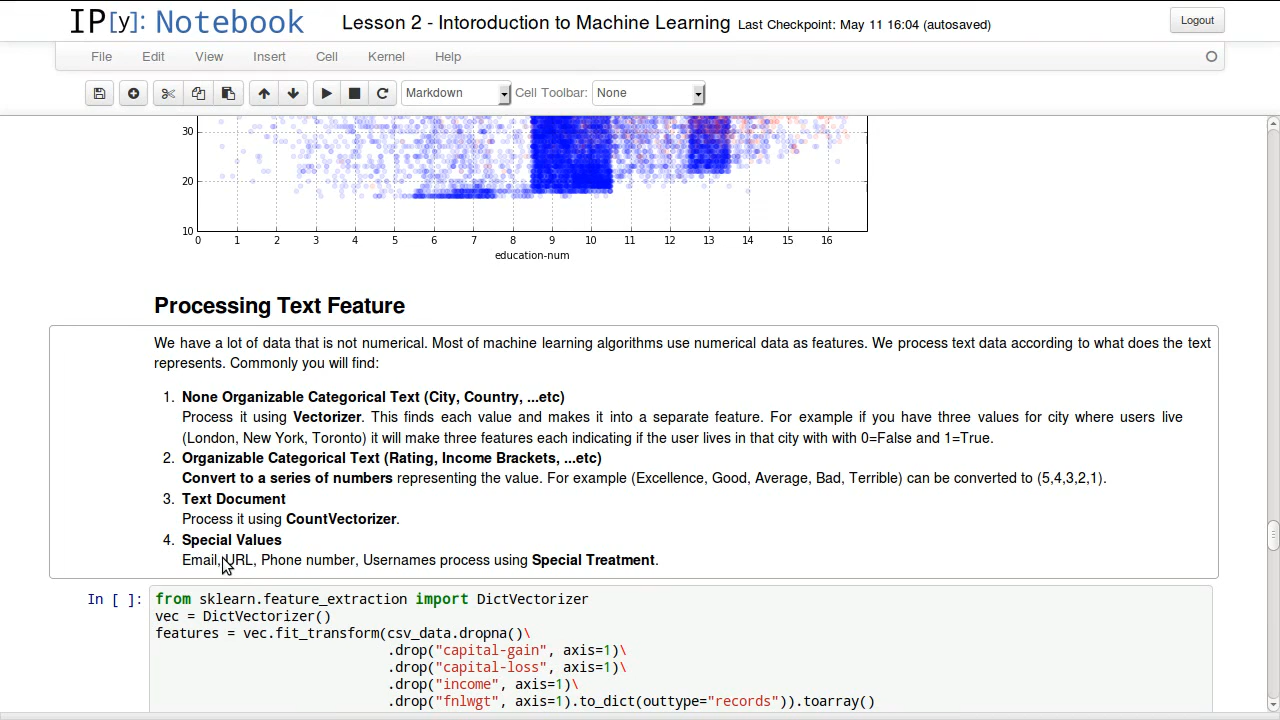 IP[y]: Notebook Lesson 2 - Intoroduction to Machine Learning Last Checkpoint: May 11 16:04 (autosaved) Logout
File Edit View Insert Cell Kernel Help
Markdown Cell Toolbar: None
30
20
10
0 1 2 3 4 5 6 7 8 9 10 11 12 13 14 15 16
education-num
Processing Text Feature
We have a lot of data that is not numerical. Most of machine learning algorithms use numerical data as features. We process text data according to what does the text
represents. Commonly you will find:
1. None Organizable Categorical Text (City, Country, ...etc)
Process it using Vectorizer. This finds each value and makes it into a separate feature. For example if you have three values for city where users live
(London, New York, Toronto) it will make three features each indicating if the user lives in that city with with 0=False and 1=True.
2. Organizable Categorical Text (Rating, Income Brackets, ...etc)
Convert to a series of numbers representing the value. For example (Excellence, Good, Average, Bad, Terrible) can be converted to (5,4,3,2,1).
3. Text Document
Process it using CountVectorizer.
4. Special Values
Email, URL, Phone number, Usernames process using Special Treatment.
In [ ]: from sklearn.feature_extraction import DictVectorizer
vec = DictVectorizer()
features = vec.fit_transform(csv_data.dropna()\
.drop("capital-gain", axis=1)\
.drop("capital-loss", axis=1)\
.drop("income", axis=1)\
.drop("fnlwgt", axis=1).to_dict(outtype="records")).toarray()